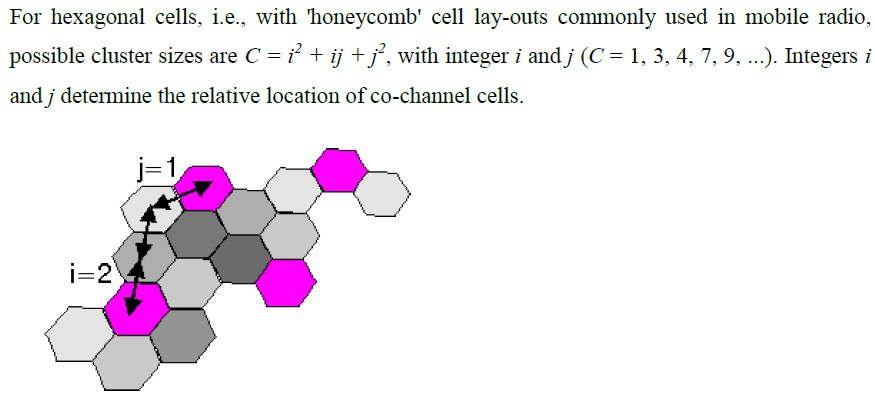 For hexagonal cells, i.e., with 'honeycomb' cell lay-outs commonly used in mobile radio,
possible cluster sizes are C = i² + ij + j², with integer i and j (C = 1, 3, 4, 7, 9, ...). Integers i
and j determine the relative location of co-channel cells.
j=1
i=2